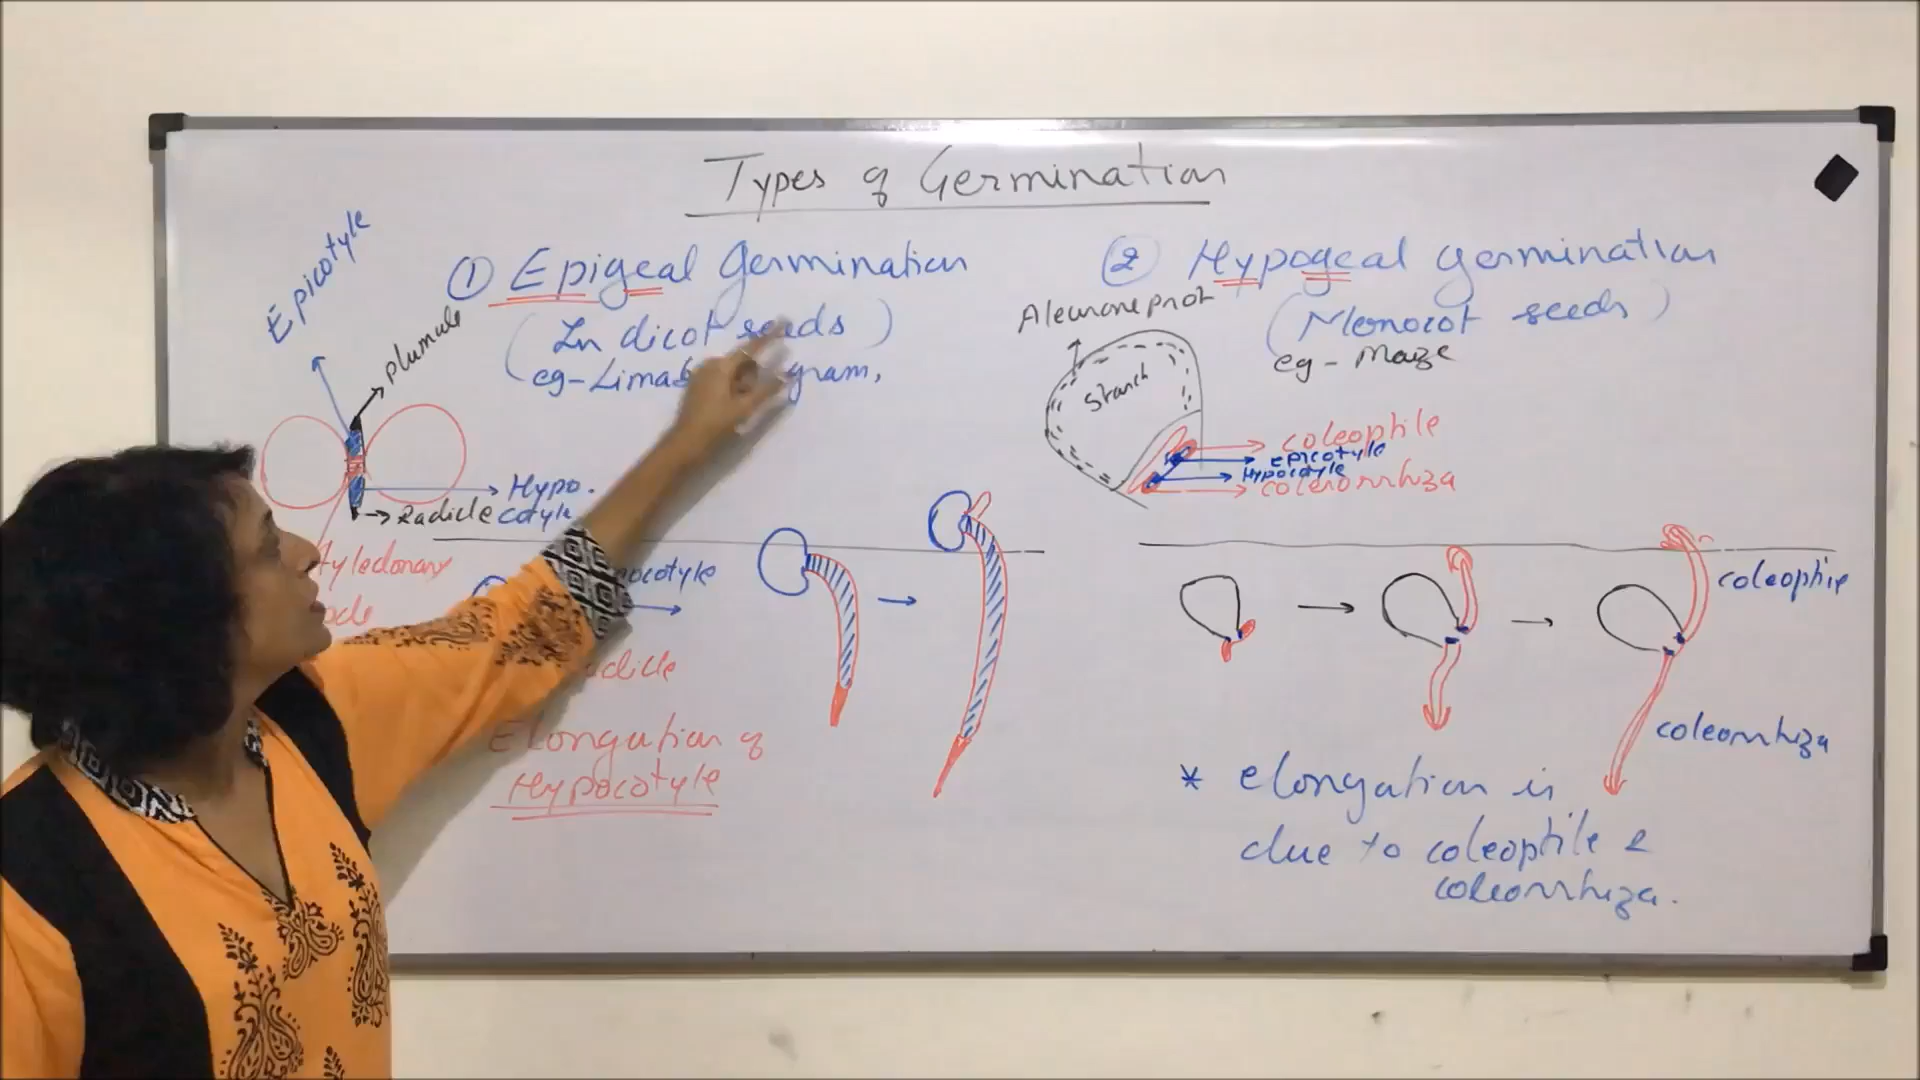 Types of Germination
① Epigeal Germination
(In dicot seeds)
eg - Lima gram,
Epicotyle
plumule
Hypo.
cotyle
Radicle
Elongation of
Hypocotyle
② Hypogeal germination
(Monocot seeds)
eg - Maze
Aleurone prot
Starch
coleoptile
Epicotyle
Hypocotyle
coleorrhiza
coleoptile
coleorrhiza
* elongation is
due to coleoptile &
coleorrhiza.